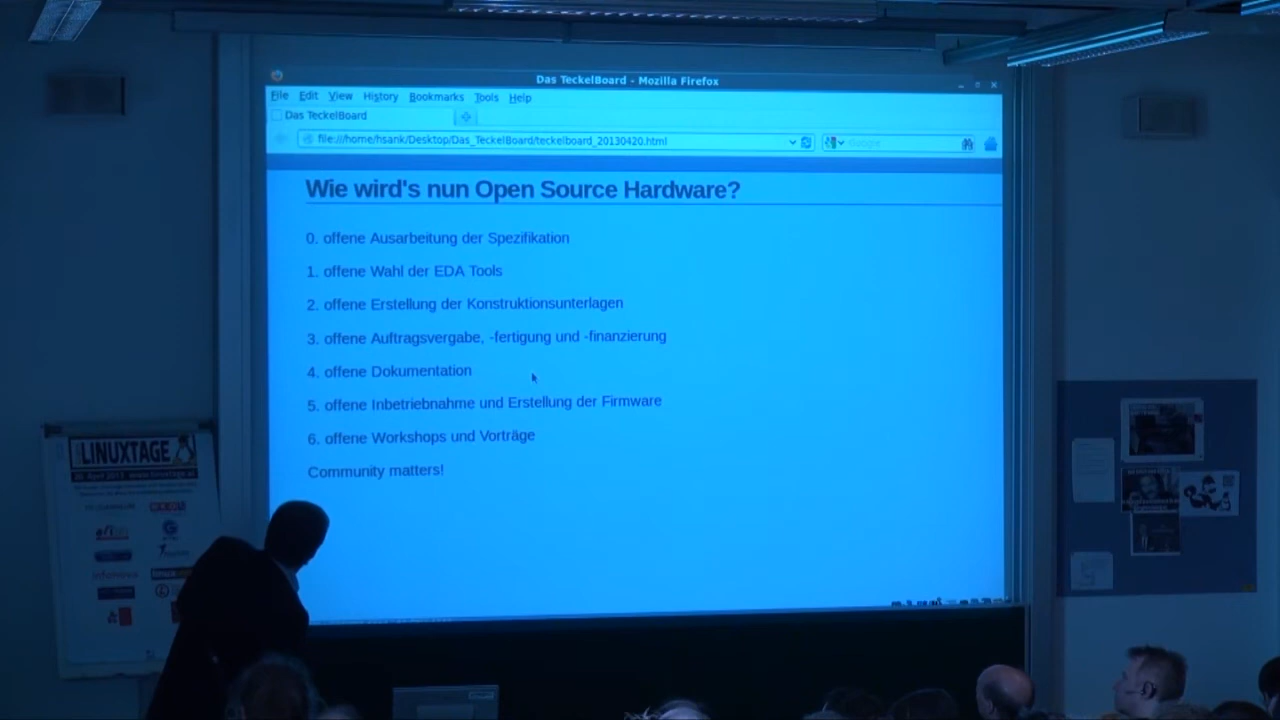 Das TeckelBoard - Mozilla Firefox
File Edit View History Bookmarks Tools Help
Das TeckelBoard
file:///home/hsank/Desktop/Das_TeckelBoard/teckelboard_20130420.html
Google
Wie wird's nun Open Source Hardware?
0. offene Ausarbeitung der Spezifikation
1. offene Wahl der EDA Tools
2. offene Erstellung der Konstruktionsunterlagen
3. offene Auftragsvergabe, -fertigung und -finanzierung
4. offene Dokumentation
5. offene Inbetriebnahme und Erstellung der Firmware
6. offene Workshops und Vorträge
Community matters!
LINUXTAGE